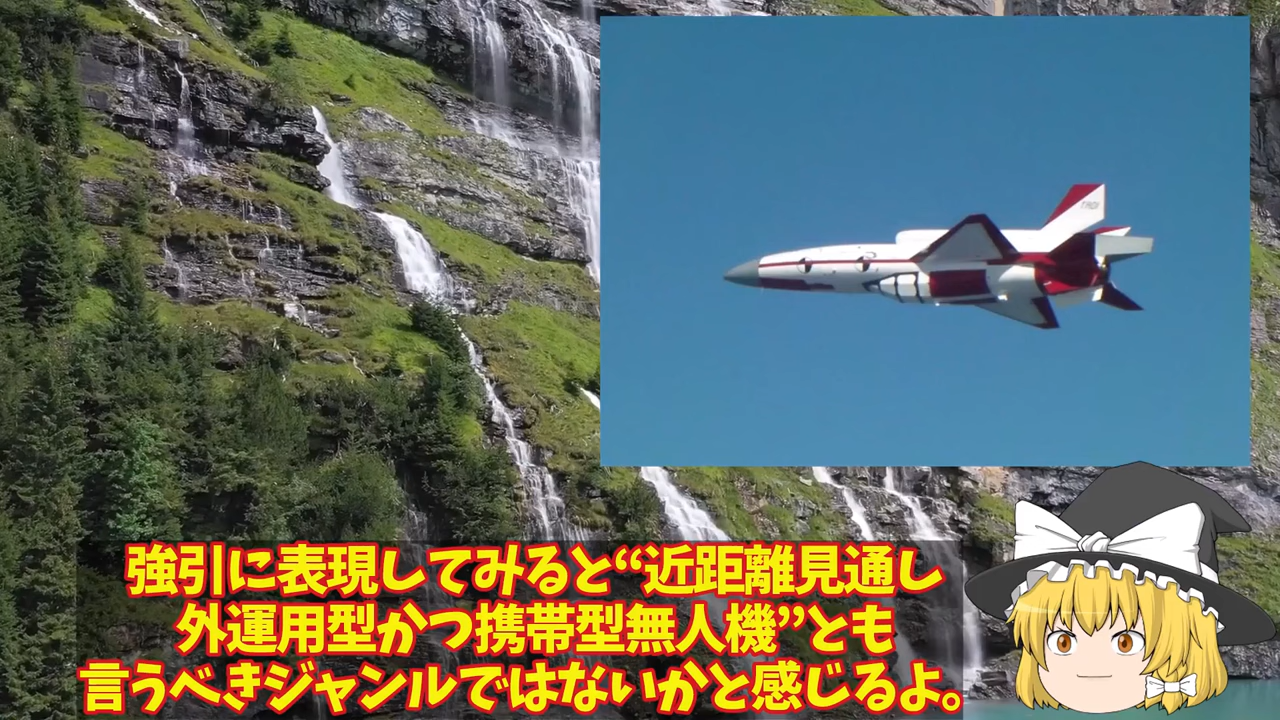 強引に表現してみると“近距離見通し
外運用型かつ携帯型無人機”とも
言うべきジャンルではないかと感じるよ。